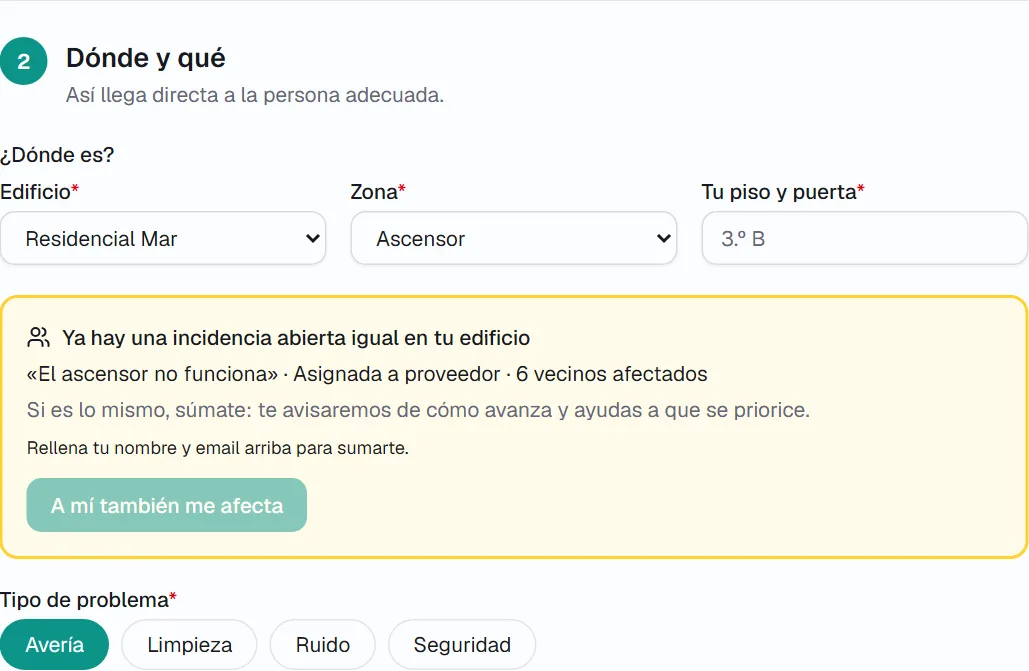 2
Dónde y qué
Así llega directa a la persona adecuada.
¿Dónde es?
Edificio* Zona* Tu piso y puerta*
Residencial Mar Ascensor 3.º B
Ya hay una incidencia abierta igual en tu edificio
«El ascensor no funciona» · Asignada a proveedor · 6 vecinos afectados
Si es lo mismo, súmate: te avisaremos de cómo avanza y ayudas a que se priorice.
Rellena tu nombre y email arriba para sumarte.
A mí también me afecta
Tipo de problema*
Avería Limpieza Ruido Seguridad